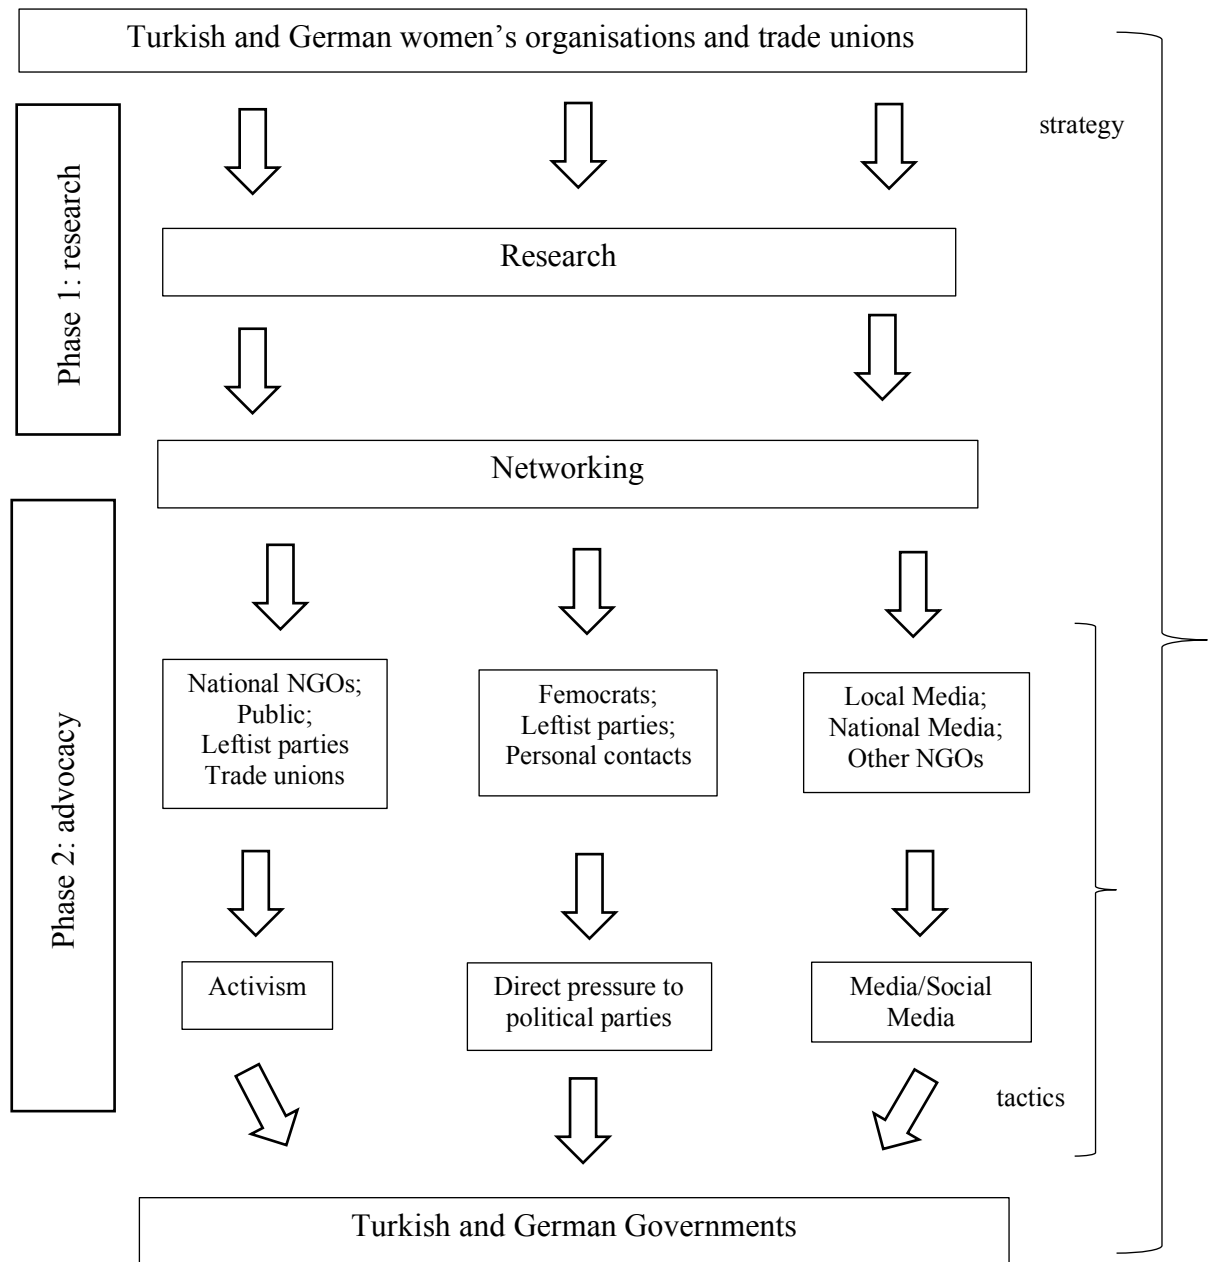 Turkish and German women’s organisations and trade unions
strategy
Phase 1: research
Research
Networking
Phase 2: advocacy
National NGOs;
Public;
Leftist parties
Trade unions
Femocrats;
Leftist parties;
Personal contacts
Local Media;
National Media;
Other NGOs
Activism
Direct pressure to
political parties
Media/Social
Media
tactics
Turkish and German Governments